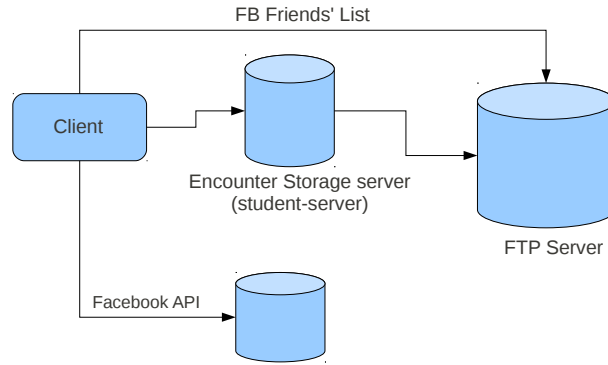 FB Friends' List
Client
Encounter Storage server
(student-server)
FTP Server
Facebook API